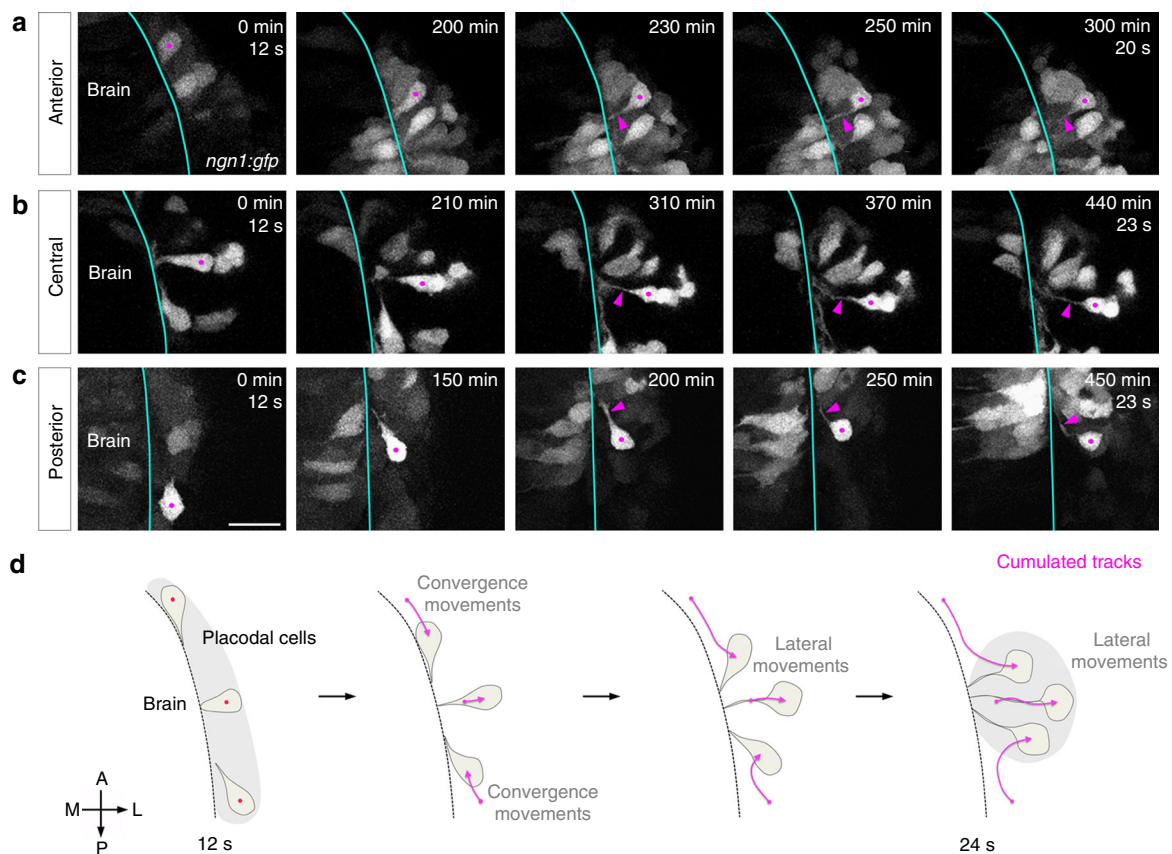 a
Anterior
0 min
12 s
Brain
ngn1:gfp
200 min
230 min
250 min
300 min
20 s
b
Central
0 min
12 s
Brain
210 min
310 min
370 min
440 min
23 s
c
Posterior
0 min
12 s
Brain
150 min
200 min
250 min
450 min
23 s
d
Cumulated tracks
Placodal cells
Brain
Convergence
movements
Convergence
movements
Lateral
movements
Lateral
movements
A
M
L
P
12 s
24 s